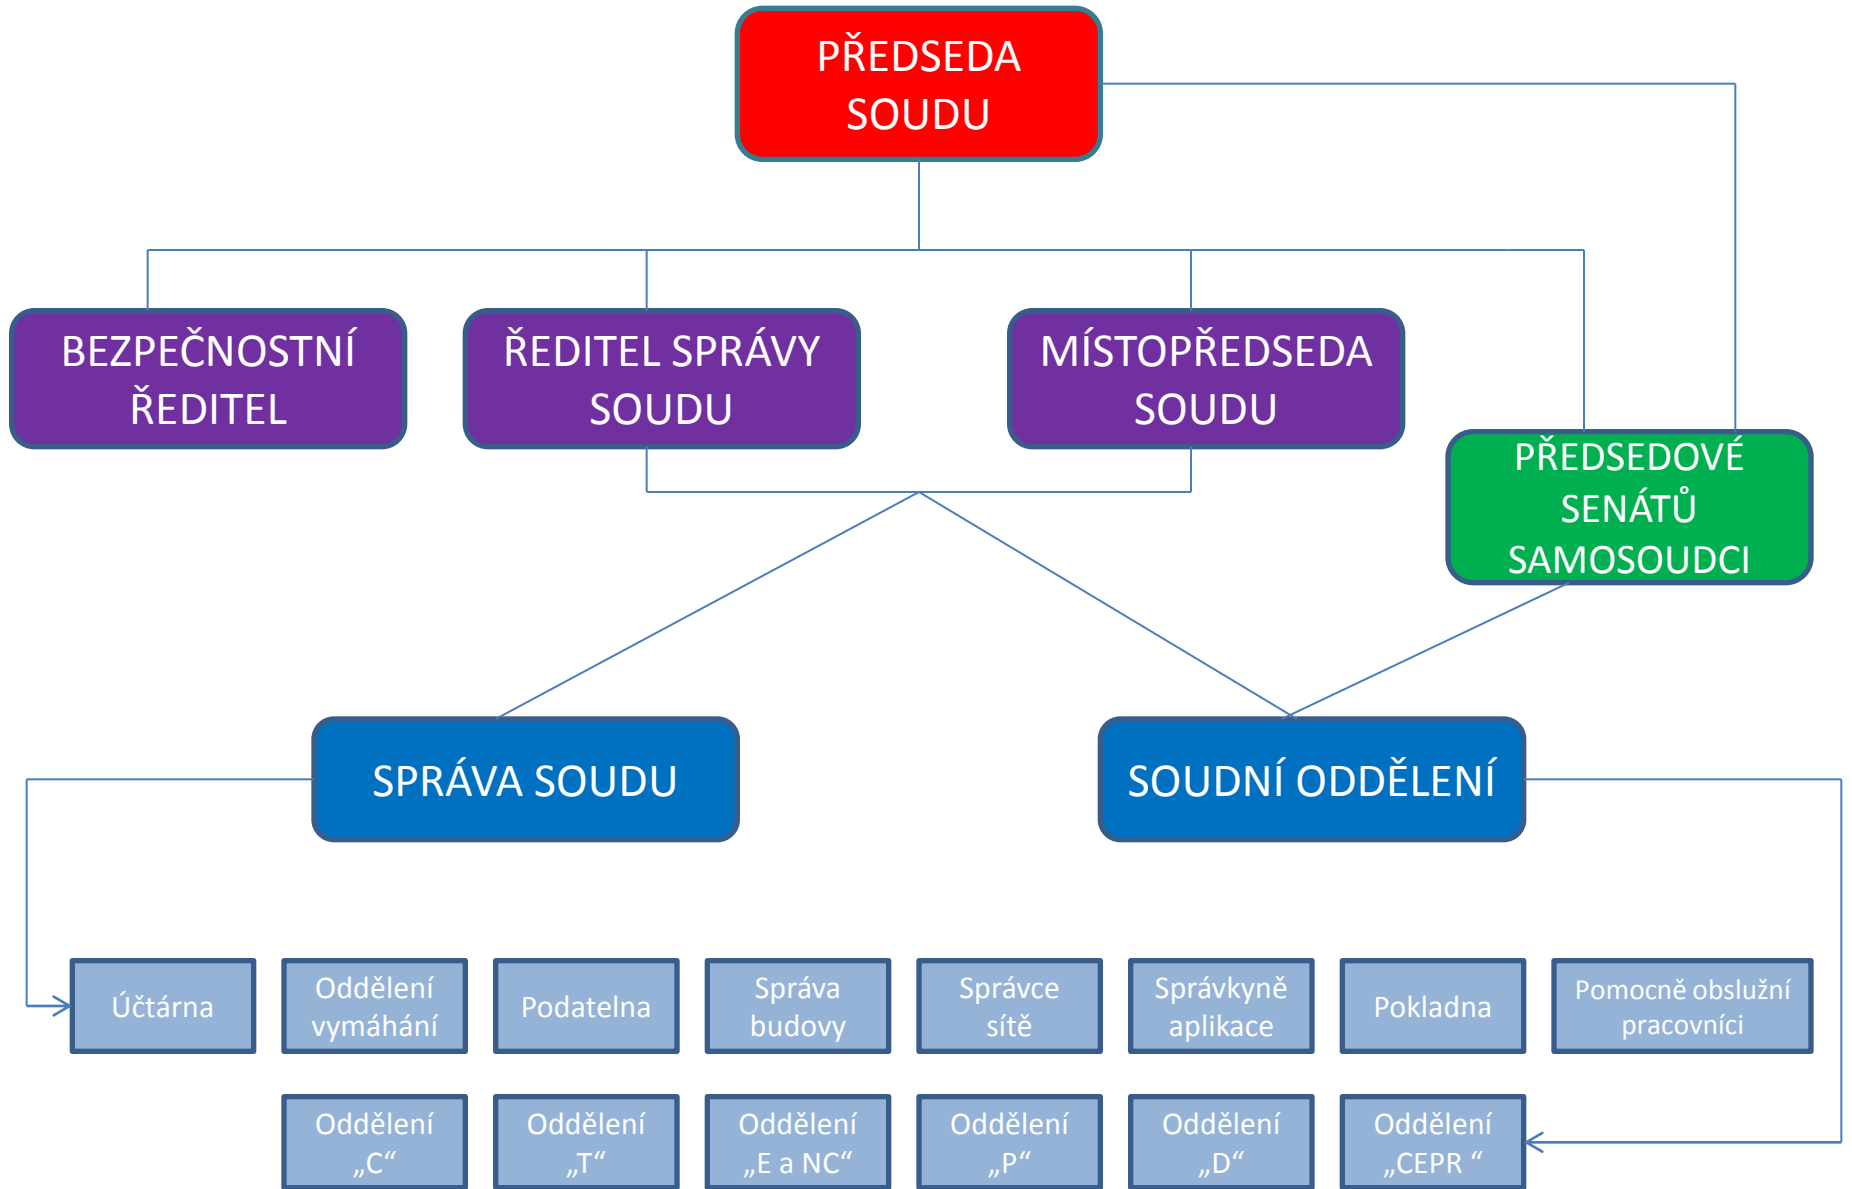 PŘEDSEDA
SOUDU
BEZPEČNOSTNÍ
ŘEDITEL
ŘEDITEL SPRÁVY
SOUDU
MÍSTOPŘEDSEDA
SOUDU
PŘEDSEDOVÉ
SENÁTŮ
SAMOSOUDCI
SPRÁVA SOUDU
SOUDNÍ ODDĚLENÍ
Účtárna
Oddělení
vymáhání
Podatelna
Správa
budovy
Správce
sítě
Správkyně
aplikace
Pokladna
Pomocně obslužní
pracovníci
Oddělení
„C“
Oddělení
„T“
Oddělení
„E a NC“
Oddělení
„P“
Oddělení
„D“
Oddělení
„CEPR “